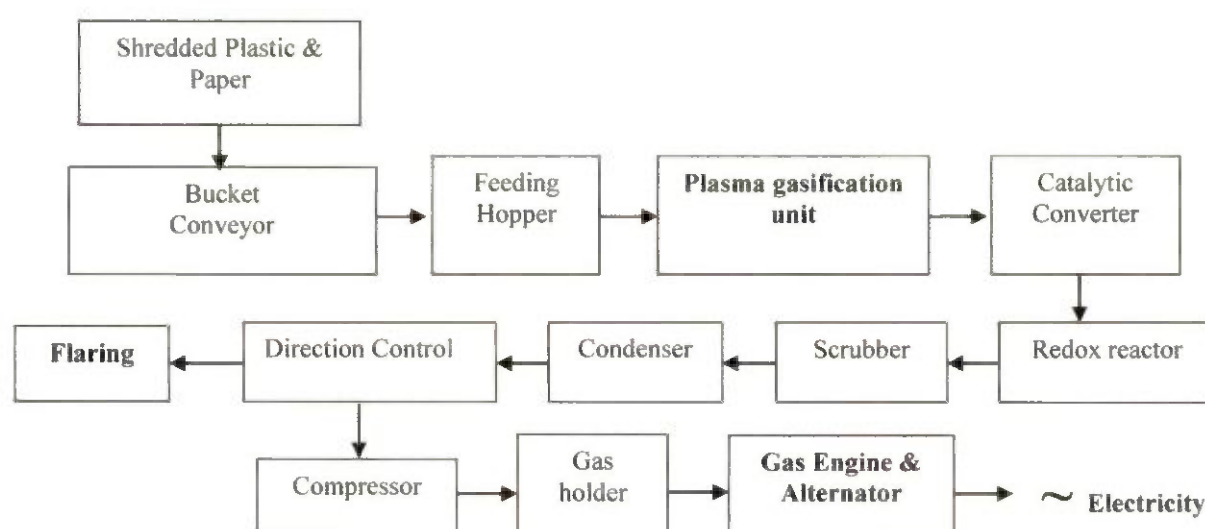 Shredded Plastic &
Paper
Bucket
Conveyor
Feeding
Hopper
Plasma gasification
unit
Catalytic
Converter
Flaring
Direction Control
Condenser
Scrubber
Redox reactor
Compressor
Gas
holder
Gas Engine &
Alternator
~ Electricity